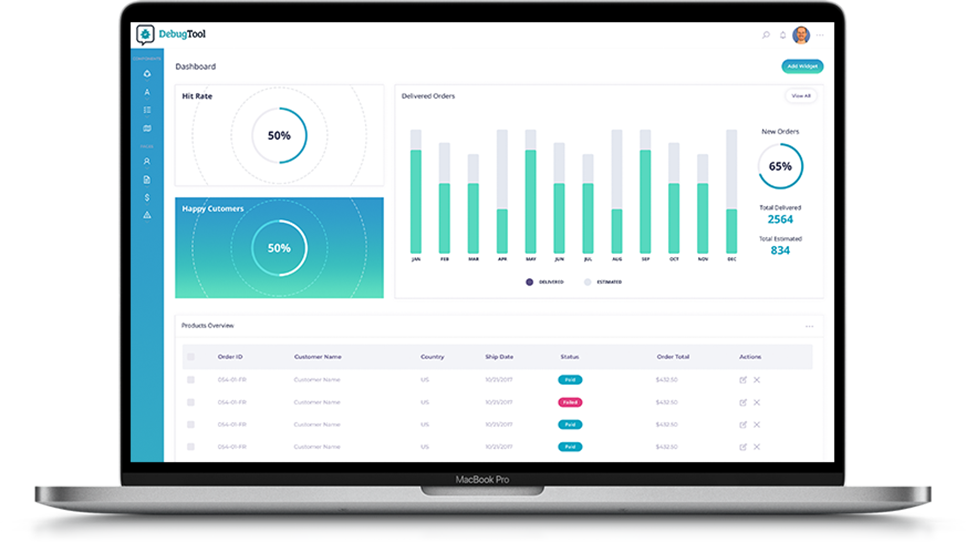 DebugTool
COMPONENTS
Dashboard
Add Widget
Hit Rate
50%
Happy Cutomers
50%
Delivered Orders
View All
JAN FEB MAR APR MAY JUN JUL AUG SEP OCT NOV DEC
DELIVERED ESTIMATED
New Orders
65%
Total Delivered
2564
Total Estimated
834
Products Overview
Order ID Customer Name Country Ship Date Status Order Total Actions
054-01-FR Customer Name US 10/21/2017 Paid $432.50
054-01-FR Customer Name US 10/21/2017 Failed $432.50
054-01-FR Customer Name US 10/21/2017 Paid $432.50
054-01-FR Customer Name US 10/21/2017 Paid $432.50
MacBook Pro